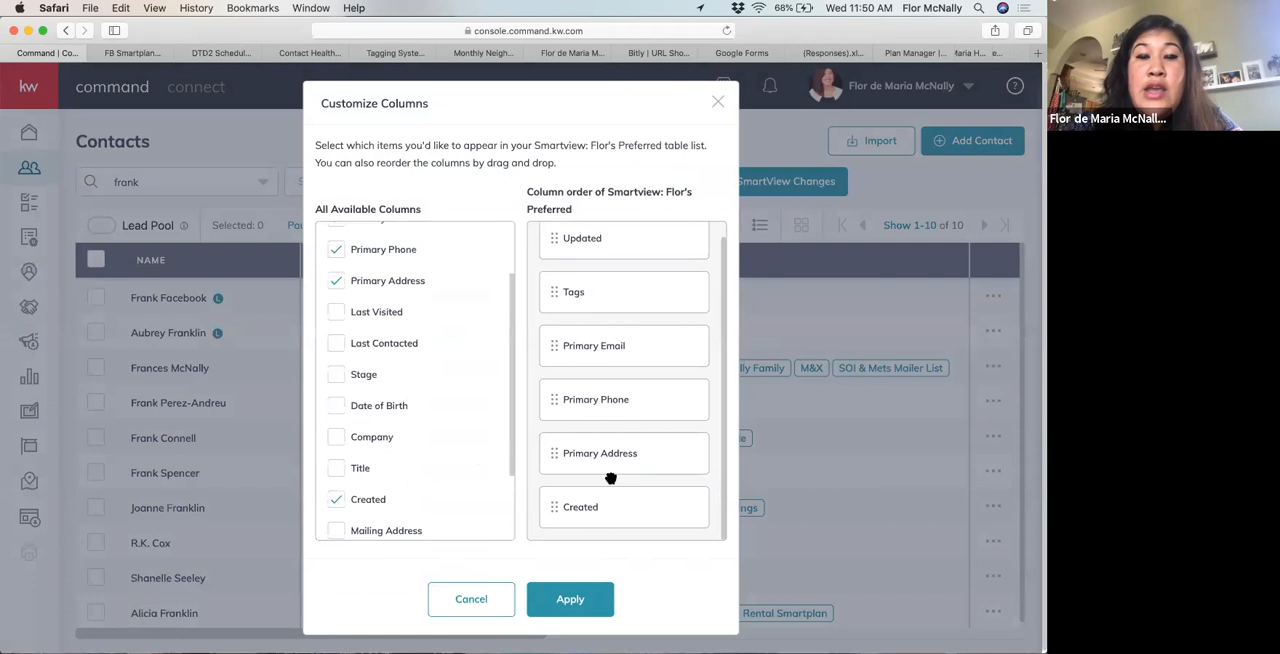 Safari File Edit View History Bookmarks Window Help
68% Wed 11:50 AM Flor McNally
console.command.kw.com
Command | Co... FB Smartplan... DTD2 Schedul... Contact Health... Tagging Syste... Monthly Neigh... Flor de Maria M... Bitly | URL Sho... Google Forms (Responses).xl... Plan Manager |...
kw command connect
Flor de Maria McNally
Contacts
Import
Add Contact
frank
SmartView Changes
Lead Pool
Selected: 0
Show 1-10 of 10
NAME
Frank Facebook L
Aubrey Franklin L
Frances McNally
lly Family M&X SOI & Mets Mailer List
Frank Perez-Andreu
Frank Connell
Frank Spencer
Joanne Franklin
ngs
R.K. Cox
Shanelle Seeley
Alicia Franklin
Rental Smartplan
Customize Columns
Select which items you'd like to appear in your Smartview: Flor's Preferred table list.
You can also reorder the columns by drag and drop.
All Available Columns
Primary Phone
Primary Address
Last Visited
Last Contacted
Stage
Date of Birth
Company
Title
Created
Mailing Address
Column order of Smartview: Flor's
Preferred
Updated
Tags
Primary Email
Primary Phone
Primary Address
Created
Cancel
Apply
Flor de Maria McNall...